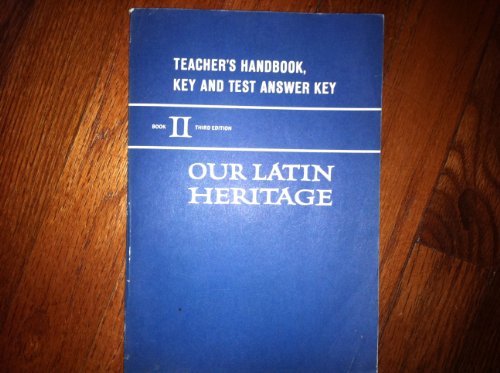 TEACHER'S HANDBOOK,
KEY AND TEST ANSWER KEY
BOOK II THIRD EDITION
OUR LATIN
HERITAGE